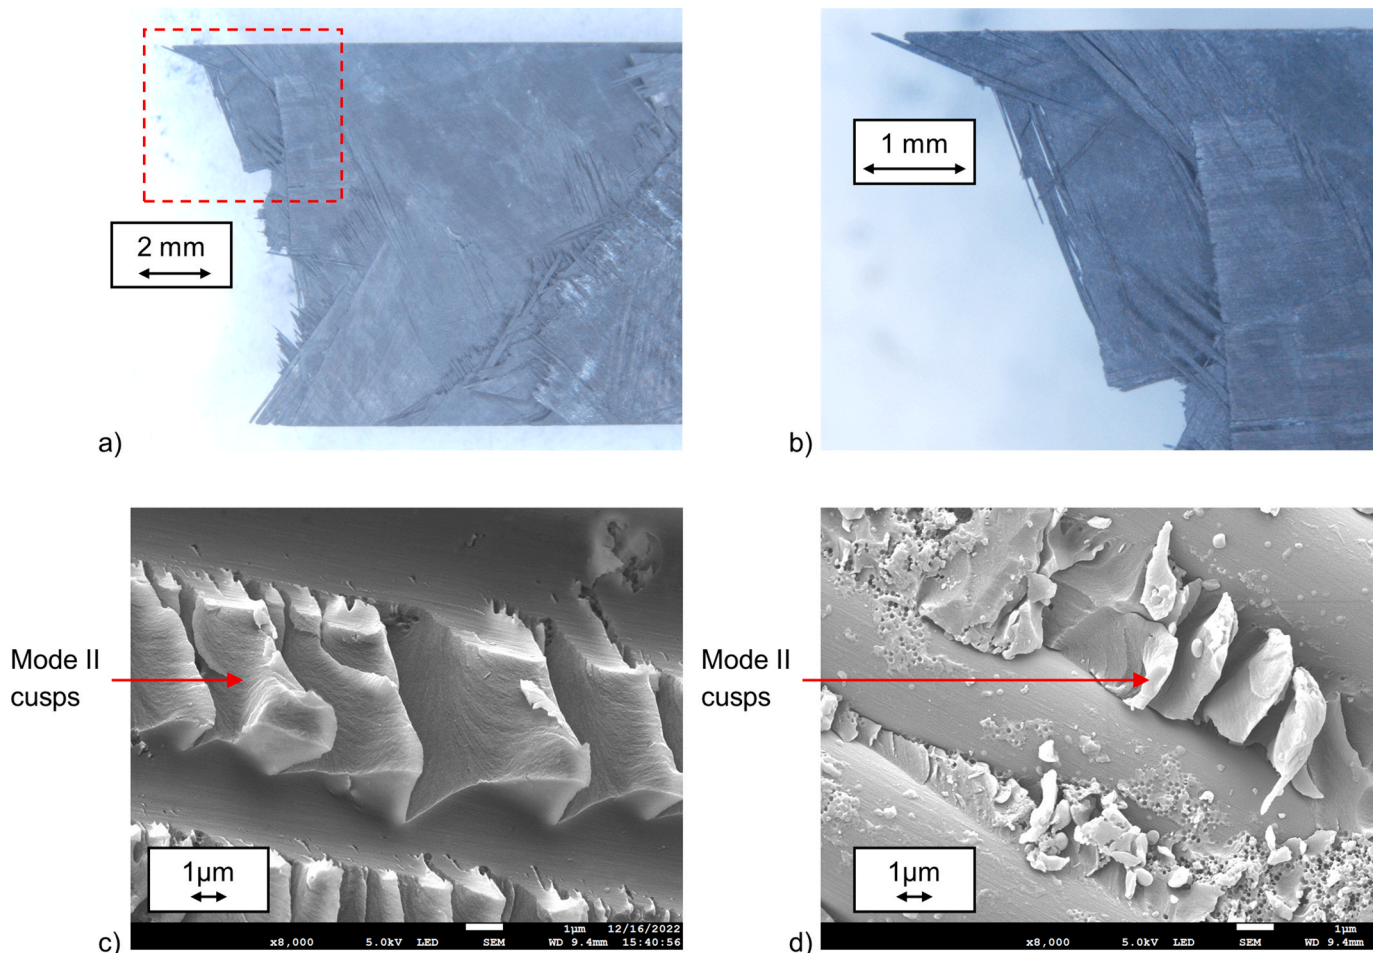 2 mm
a)
1 mm
b)
Mode II
cusps
1µm
1µm 12/16/2022
x8,000 5.0kV LED SEM WD 9.4mm 15:40:56
c)
Mode II
cusps
1µm
1µm
x8,000 5.0kV LED SEM WD 9.4mm
d)